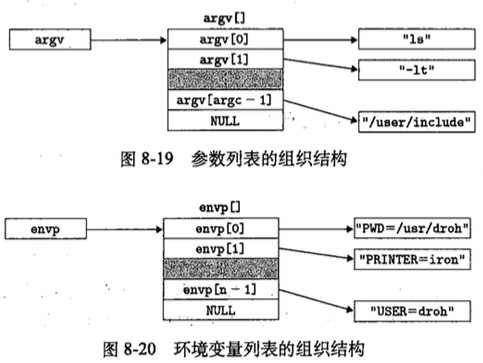 argv[]
argv
argv[0]
"ls"
argv[1]
"-lt"
argv[argc-1]
"/user/include"
NULL
图 8-19 参数列表的组织结构
envp[]
envp
envp[0]
"PWD=/usr/droh"
envp[1]
"PRINTER=iron"
envp[n-1]
"USER=droh"
NULL
图 8-20 环境变量列表的组织结构